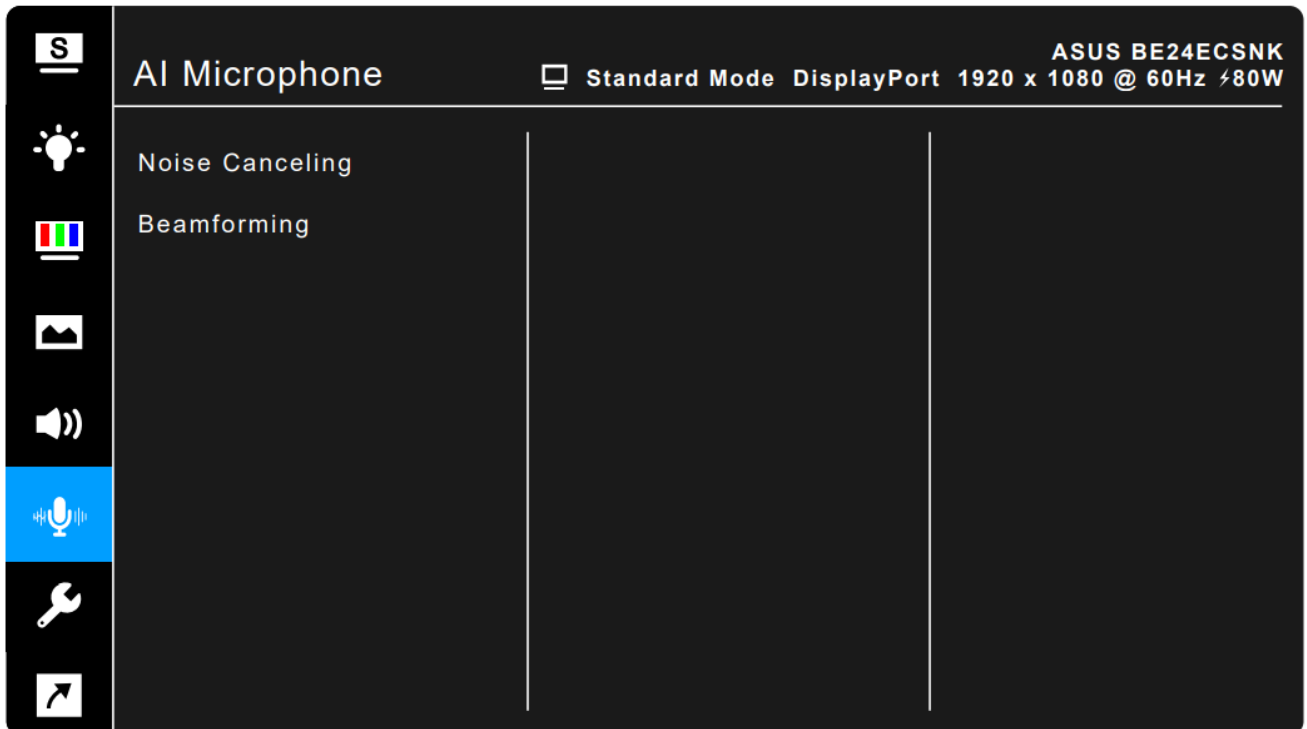 S
ASUS BE24ECSNK
AI Microphone
Standard Mode DisplayPort 1920 x 1080 @ 60Hz ⚡80W
Noise Canceling
Beamforming